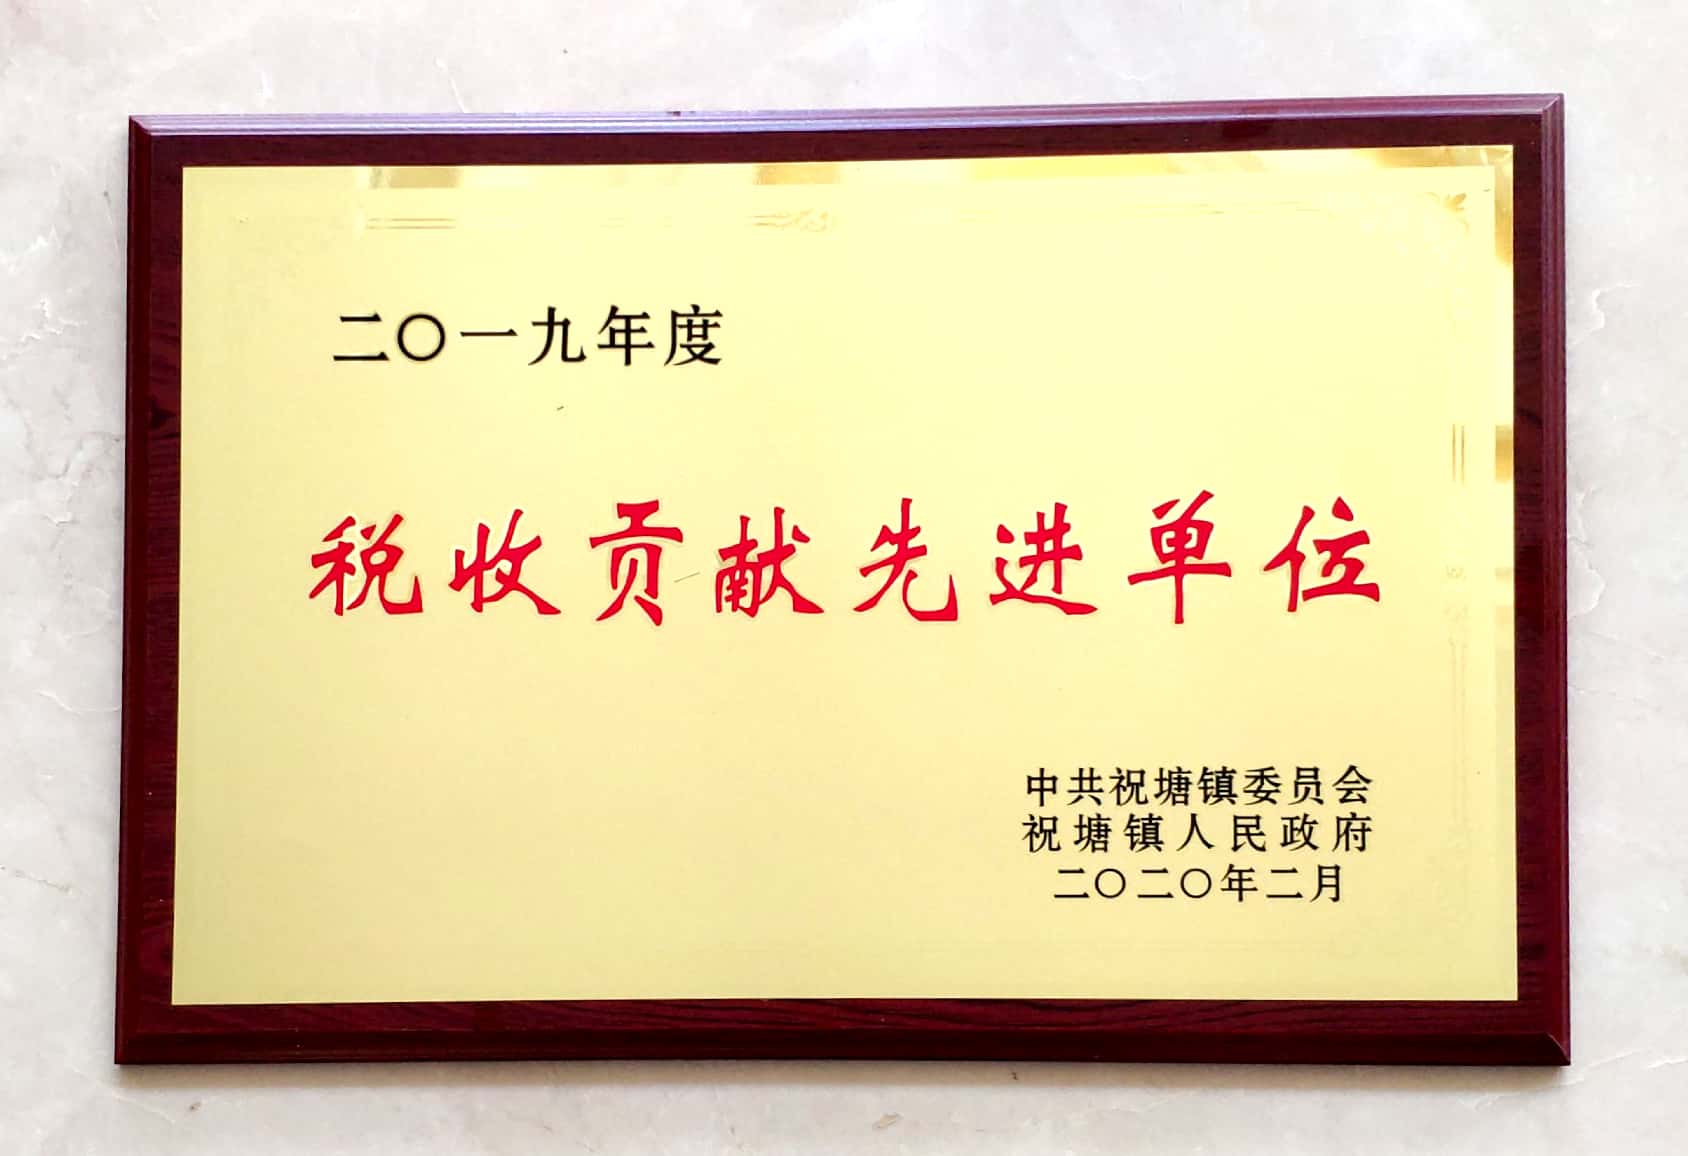 二〇一九年度
税收贡献先进单位
中共祝塘镇委员会
祝塘镇人民政府
二〇二〇年二月